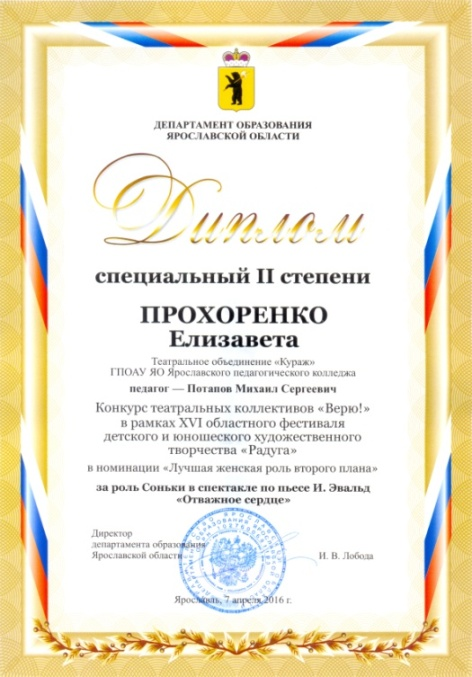 ДЕПАРТАМЕНТ ОБРАЗОВАНИЯ
ЯРОСЛАВСКОЙ ОБЛАСТИ
Диплом
специальный II степени
ПРОХОРЕНКО
Елизавета
Театральное объединение «Кураж»
ГПОАУ ЯО Ярославского педагогического колледжа
педагог — Потапов Михаил Сергеевич
Конкурс театральных коллективов «Верю!»
в рамках XVI областного фестиваля
детского и юношеского художественного
творчества «Радуга»
в номинации «Лучшая женская роль второго плана»
за роль Соньки в спектакле по пьесе И. Эвальд
«Отважное сердце»
Директор
департамента образования
Ярославской области
И. В. Лобода
Ярославль, 7 апреля 2016 г.